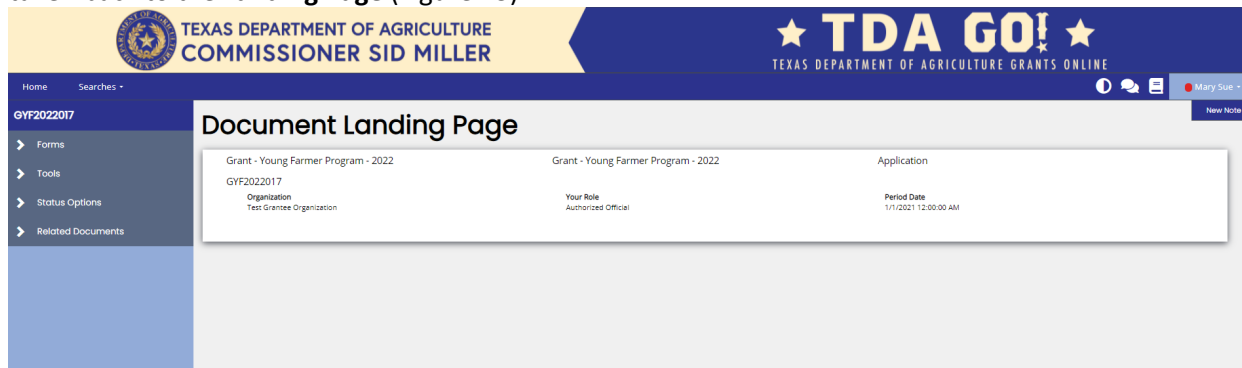 TEXAS DEPARTMENT OF AGRICULTURE
COMMISSIONER SID MILLER
TDA GO!
TEXAS DEPARTMENT OF AGRICULTURE GRANTS ONLINE
Home Searches
Mary Sue
GYF2022017
New Note
Document Landing Page
Forms
Tools
Status Options
Related Documents
Grant - Young Farmer Program - 2022 Grant - Young Farmer Program - 2022 Application
GYF2022017
Organization Your Role Period Date
Test Grantee Organization Authorized Official 1/1/2021 12:00:00 AM